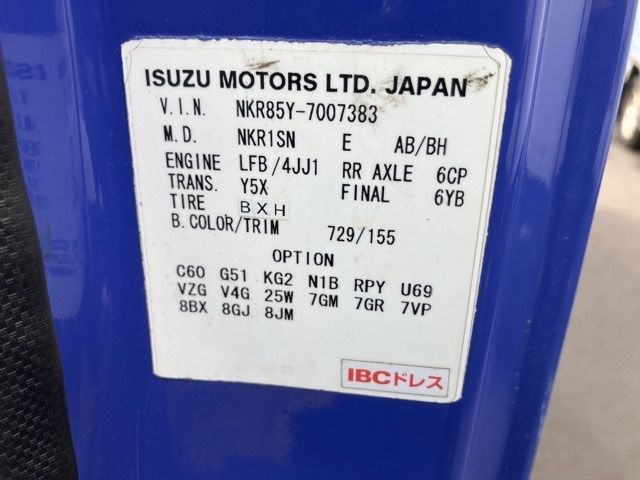 ISUZU MOTORS LTD. JAPAN
V.I.N. NKR85Y-7007383
M.D. NKR1SN E AB/BH
ENGINE LFB/4JJ1 RR AXLE 6CP
TRANS. Y5X FINAL 6YB
TIRE BXH
B.COLOR/TRIM 729/155
OPTION
C60 G51 KG2 N1B RPY U69
VZG V4G 25W 7GM 7GR 7VP
8BX 8GJ 8JM
IBCドレス